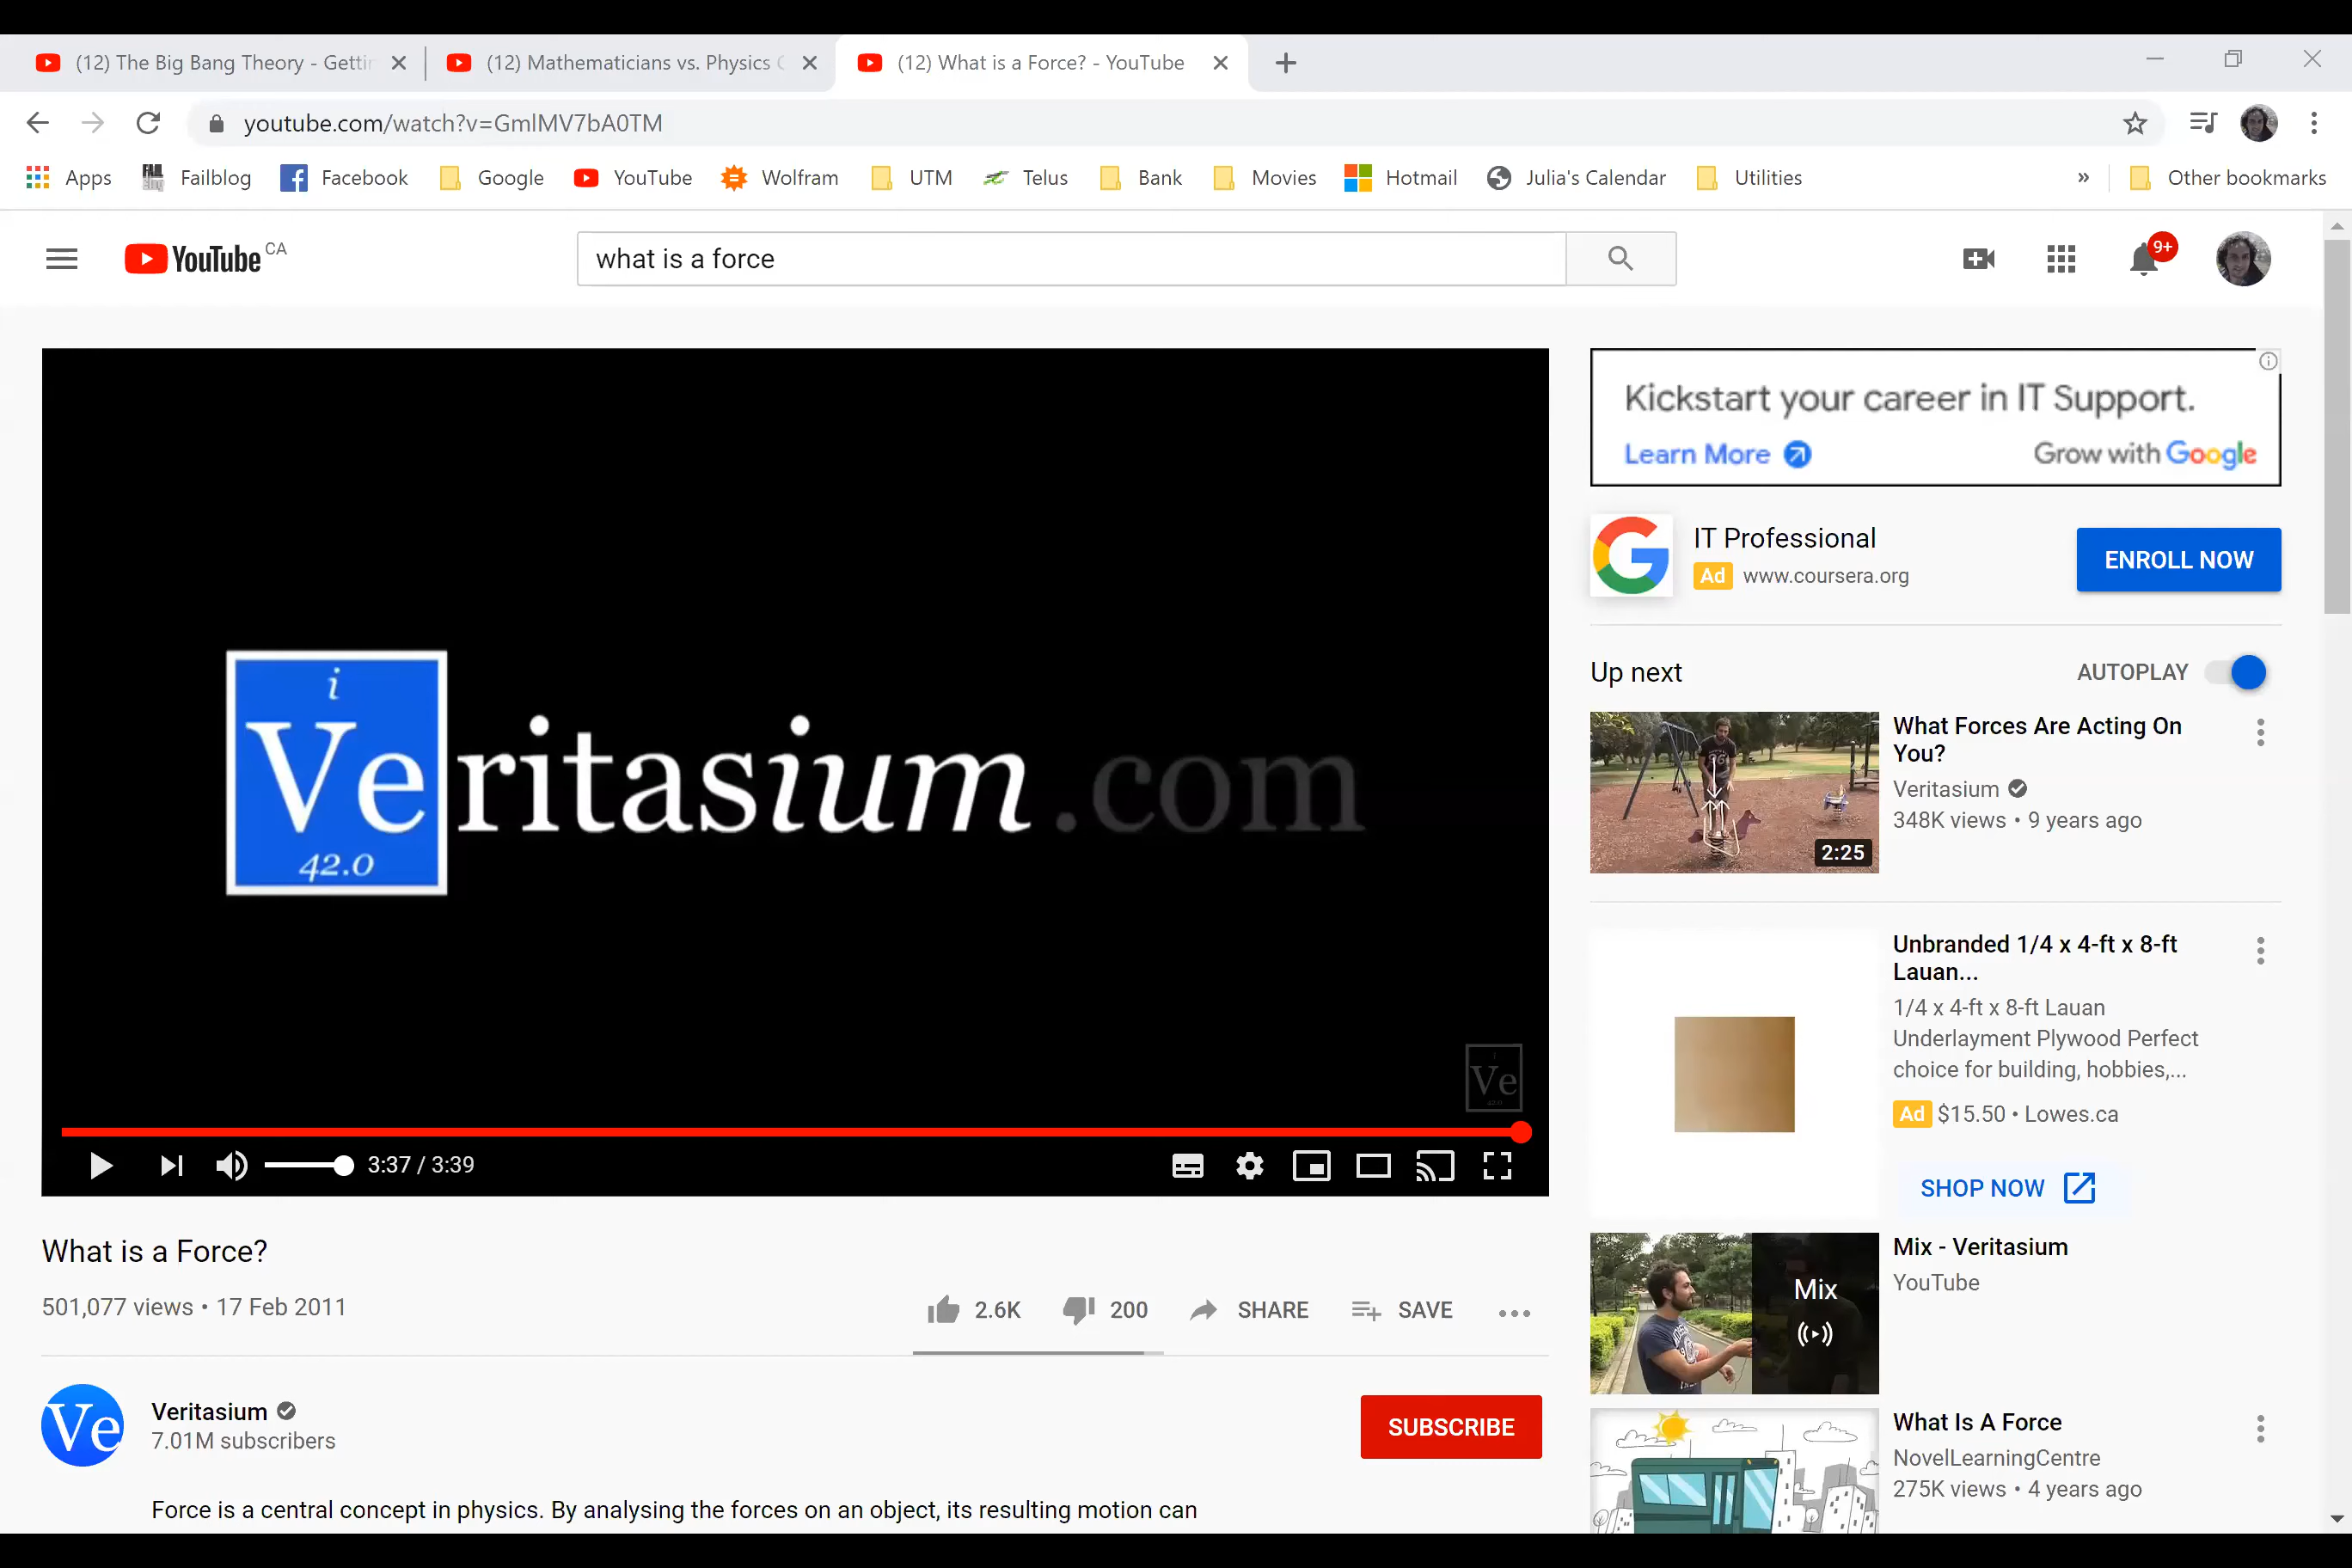 (12) The Big Bang Theory - Gettin
(12) Mathematicians vs. Physics C
(12) What is a Force? - YouTube
youtube.com/watch?v=GmlMV7bA0TM
Apps
FAIL
Failblog
Facebook
Google
YouTube
Wolfram
UTM
Telus
Bank
Movies
Hotmail
Julia's Calendar
Utilities
»
Other bookmarks
YouTube CA
what is a force
9+
i
Veritasium.com
42.0
Ve
3:37 / 3:39
What is a Force?
501,077 views • 17 Feb 2011
2.6K
200
SHARE
SAVE
Ve
Veritasium
7.01M subscribers
SUBSCRIBE
Force is a central concept in physics. By analysing the forces on an object, its resulting motion can
Kickstart your career in IT Support.
Learn More
Grow with Google
G
IT Professional
Ad www.coursera.org
ENROLL NOW
Up next
AUTOPLAY
2:25
What Forces Are Acting On
You?
Veritasium
348K views • 9 years ago
Unbranded 1/4 x 4-ft x 8-ft
Lauan...
1/4 x 4-ft x 8-ft Lauan
Underlayment Plywood Perfect
choice for building, hobbies,...
Ad $15.50 • Lowes.ca
SHOP NOW
Mix
Mix - Veritasium
YouTube
What Is A Force
NovelLearningCentre
275K views • 4 years ago